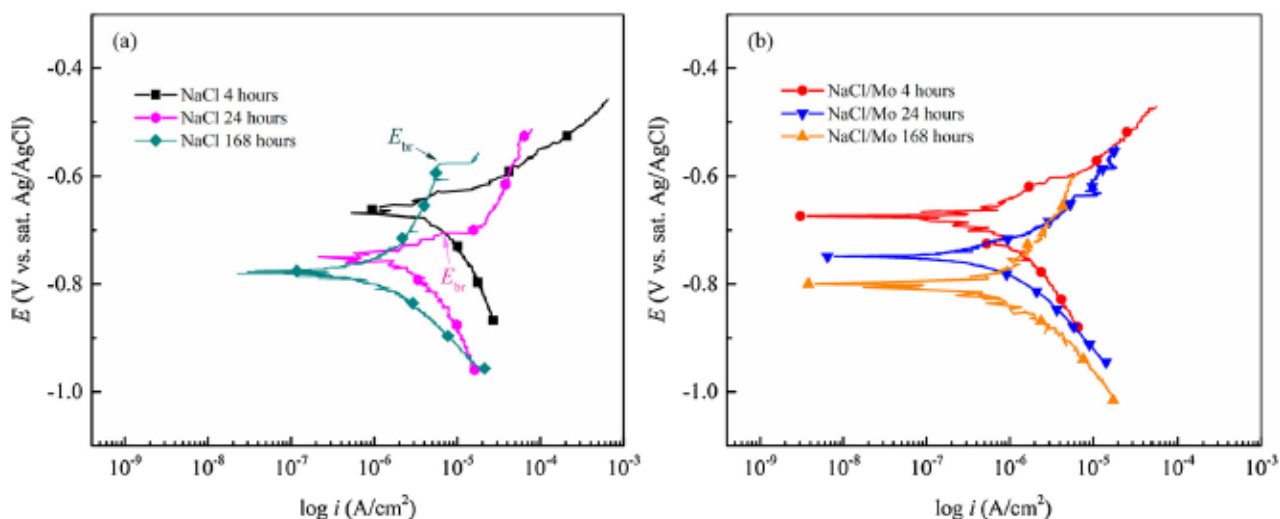 (a)
NaCl 4 hours
NaCl 24 hours
NaCl 168 hours
E_br
E_br
-0.4
-0.6
-0.8
-1.0
E (V vs. sat. Ag/AgCl)
10⁻⁹ 10⁻⁸ 10⁻⁷ 10⁻⁶ 10⁻⁵ 10⁻⁴ 10⁻³
log i (A/cm²)
(b)
NaCl/Mo 4 hours
NaCl/Mo 24 hours
NaCl/Mo 168 hours
-0.4
-0.6
-0.8
-1.0
E (V vs. sat. Ag/AgCl)
10⁻⁹ 10⁻⁸ 10⁻⁷ 10⁻⁶ 10⁻⁵ 10⁻⁴ 10⁻³
log i (A/cm²)